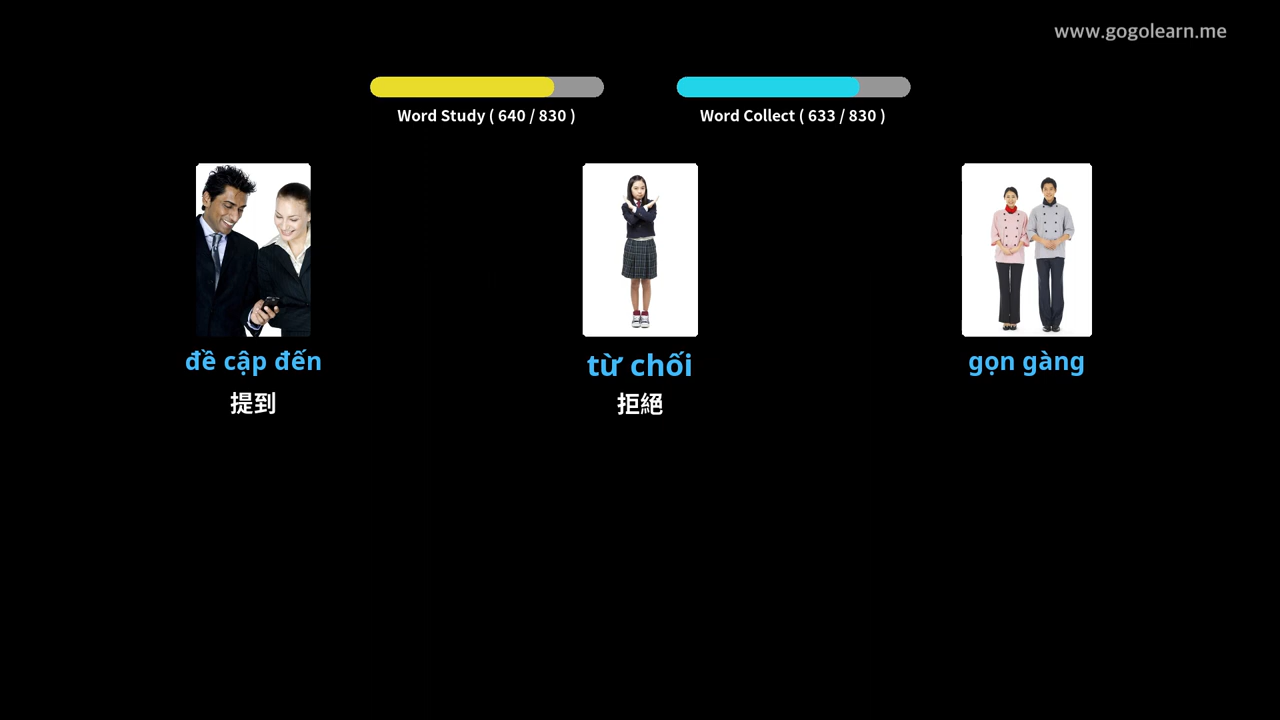 www.gogolearn.me
Word Study ( 640 / 830 )
Word Collect ( 633 / 830 )
đề cập đến
提到
từ chối
拒絕
gọn gàng